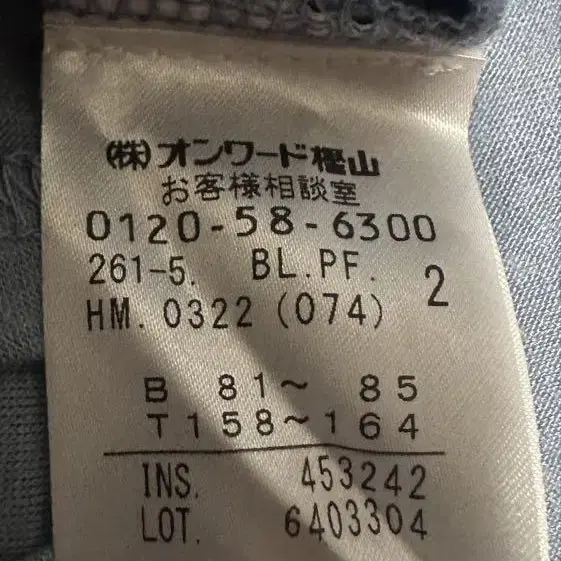 (株)オンワード樫山
お客様相談室
0120-58-6300
261-5. BL.PF. 2
HM. 0322 (074)
B 81〜 85
T 158〜164
INS. 453242
LOT. 6403304